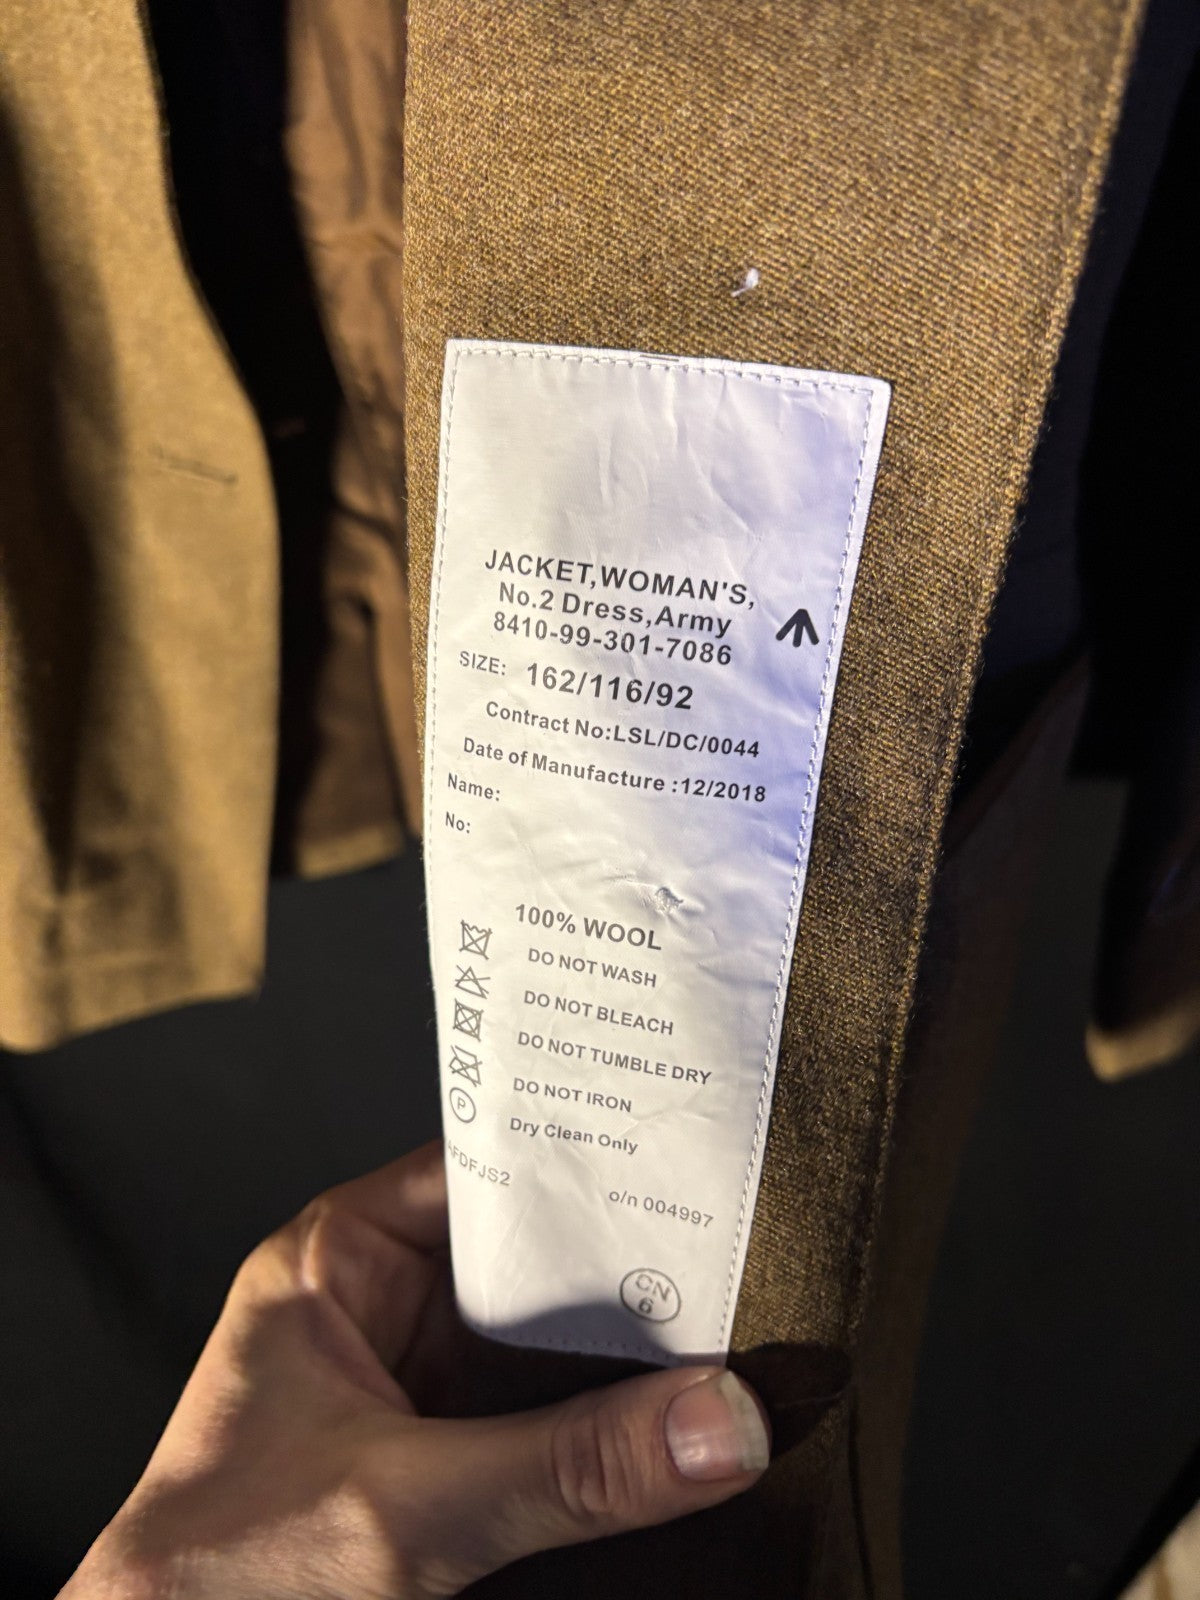 JACKET,WOMAN'S,
No.2 Dress,Army
8410-99-301-7086
SIZE: 162/116/92
Contract No:LSL/DC/0044
Date of Manufacture :12/2018
Name:
No:
100% WOOL
DO NOT WASH
DO NOT BLEACH
DO NOT TUMBLE DRY
DO NOT IRON
P Dry Clean Only
AFDFJS2
o/n 004997
CN
6